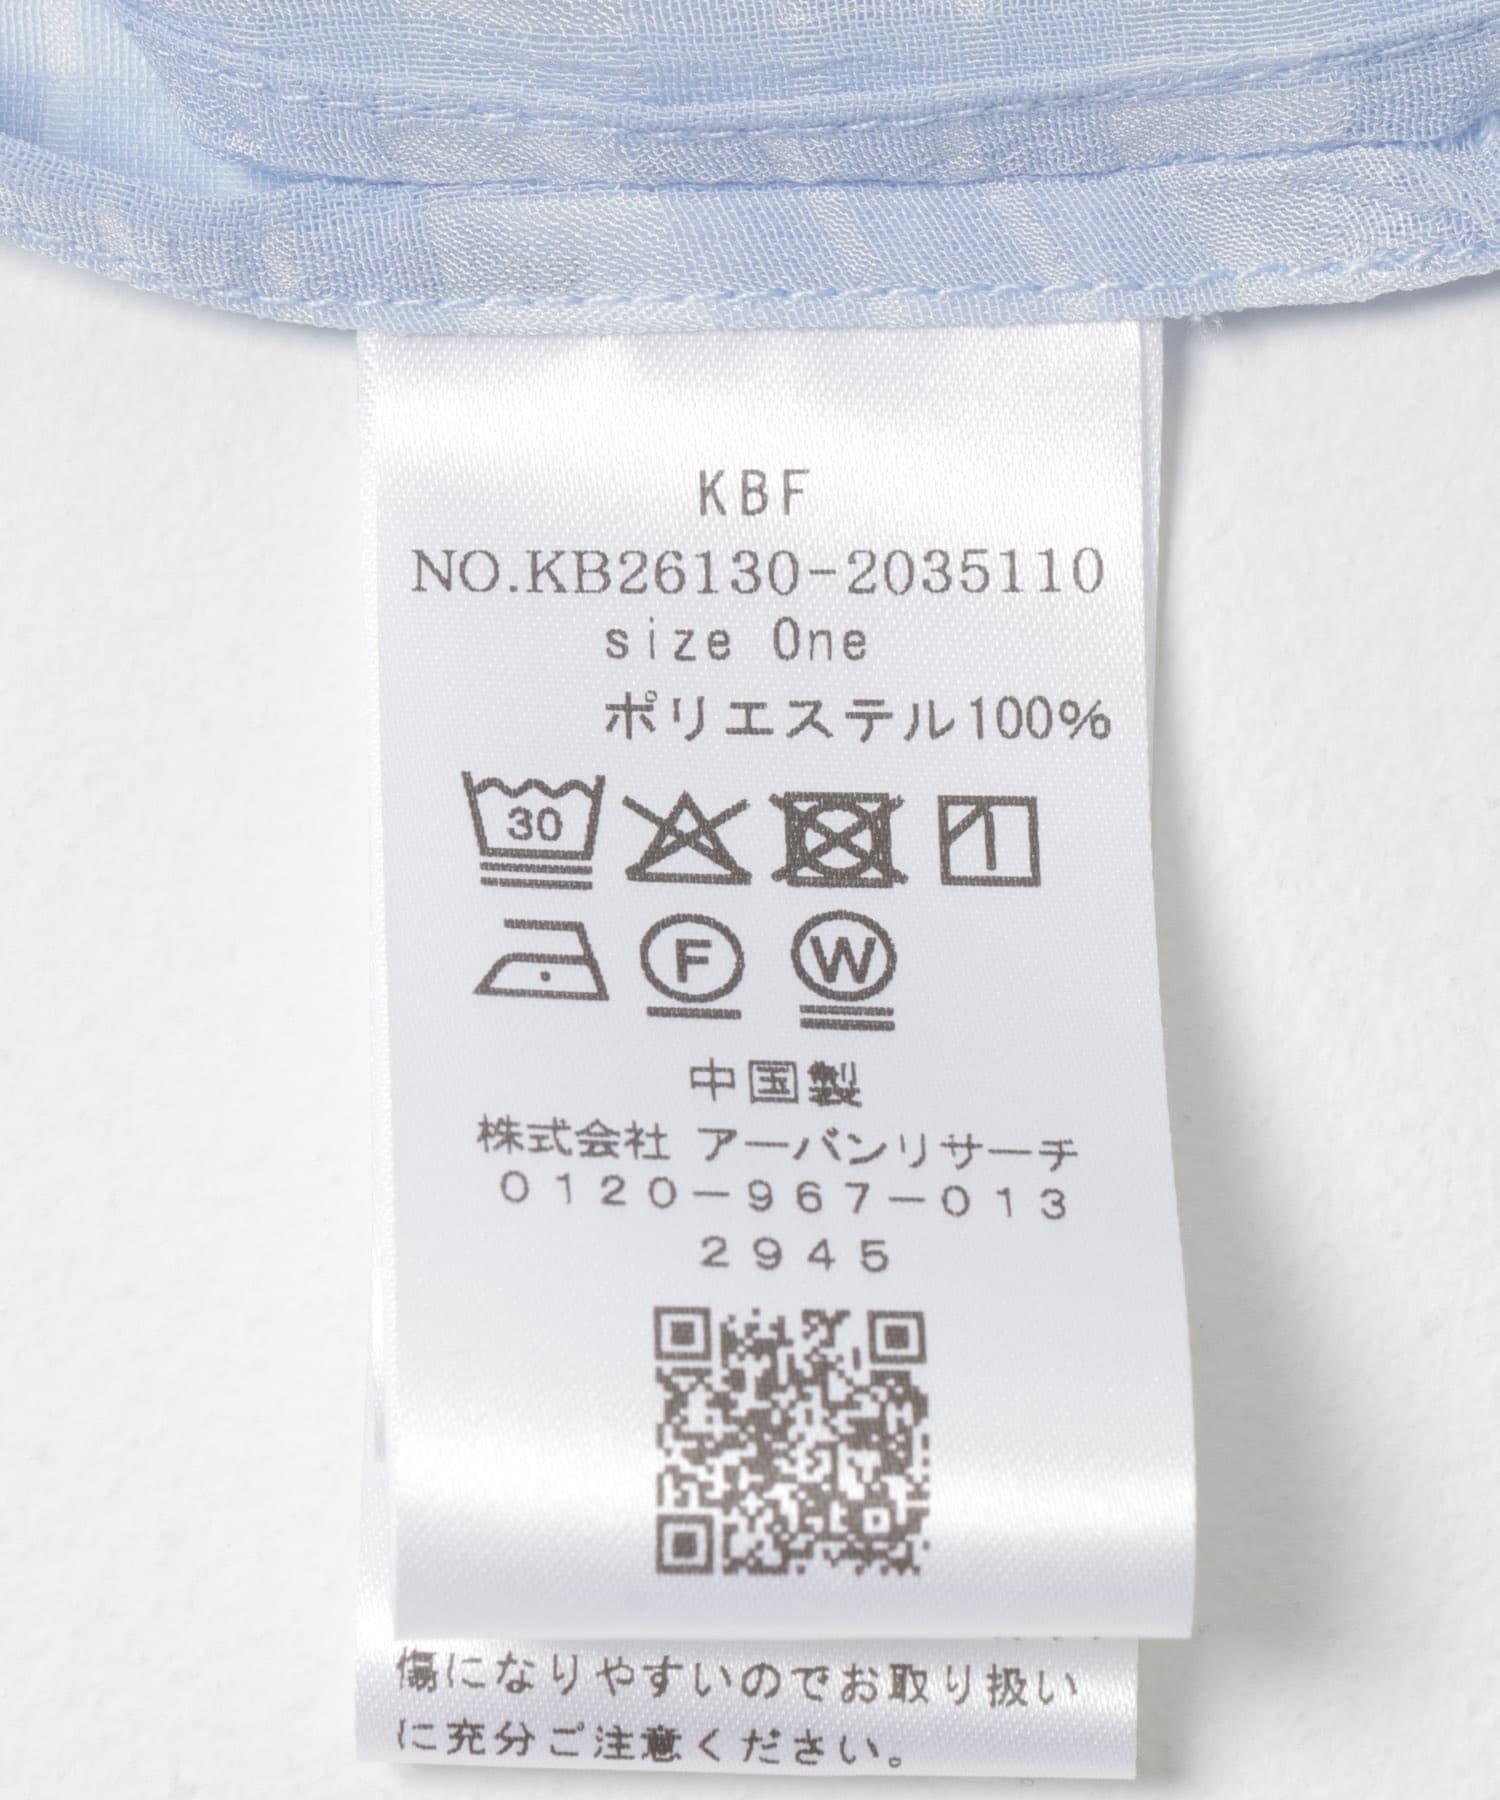 KBF
NO.KB26130-2035110
size One
ポリエステル100%
30
F W
中国製
株式会社 アーバンリサーチ
0120-967-013
2945
傷になりやすいのでお取り扱い
に充分ご注意ください。